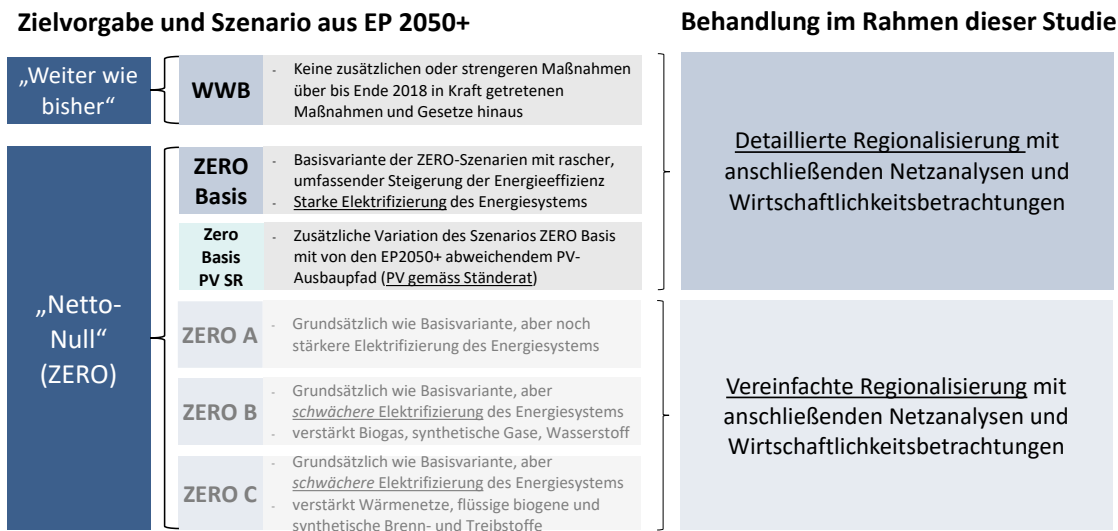 Zielvorgabe und Szenario aus EP 2050+
Behandlung im Rahmen dieser Studie
„Weiter wie
bisher“
WWB
- Keine zusätzlichen oder strengeren Maßnahmen
über bis Ende 2018 in Kraft getretenen
Maßnahmen und Gesetze hinaus
„Netto-
Null“
(ZERO)
ZERO
Basis
- Basisvariante der ZERO-Szenarien mit rascher,
umfassender Steigerung der Energieeffizienz
- Starke Elektrifizierung des Energiesystems
Zero
Basis
PV SR
- Zusätzliche Variation des Szenarios ZERO Basis
mit von den EP2050+ abweichendem PV-
Ausbaupfad (PV gemäss Ständerat)
Detaillierte Regionalisierung mit
anschließenden Netzanalysen und
Wirtschaftlichkeitsbetrachtungen
ZERO A
- Grundsätzlich wie Basisvariante, aber noch
stärkere Elektrifizierung des Energiesystems
ZERO B
- Grundsätzlich wie Basisvariante, aber
schwächere Elektrifizierung des Energiesystems
- verstärkt Biogas, synthetische Gase, Wasserstoff
ZERO C
- Grundsätzlich wie Basisvariante, aber
schwächere Elektrifizierung des Energiesystems
- verstärkt Wärmenetze, flüssige biogene und
synthetische Brenn- und Treibstoffe
Vereinfachte Regionalisierung mit
anschließenden Netzanalysen und
Wirtschaftlichkeitsbetrachtungen